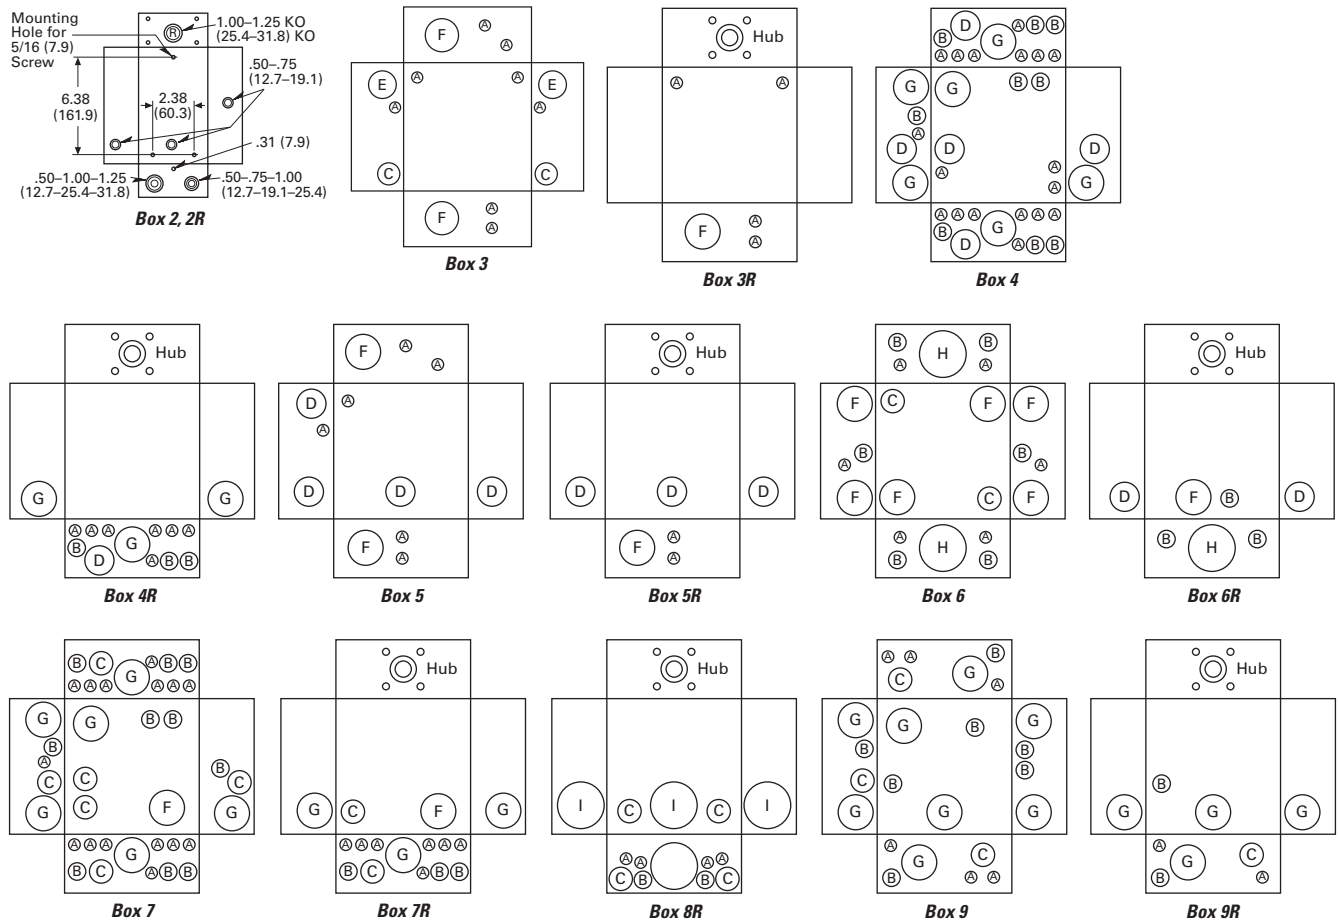 Mounting
Hole for
5/16 (7.9)
Screw
R
1.00–1.25 KO
(25.4–31.8) KO
.50–.75
(12.7–19.1)
6.38
(161.9)
2.38
(60.3)
.31 (7.9)
.50–1.00–1.25
(12.7–25.4–31.8)
.50–.75–1.00
(12.7–19.1–25.4)
Box 2, 2R
F A
A
E A A E
A A
C C
F A
A
Box 3
Hub
A A
F A
A
Box 3R
D A B B
B G
A A A A A A
G G B B
B
A
D D D
A A
G A G
A A A G A A A
B D A B B
Box 4
Hub
G G
A A A A A A
B G
D A B B
Box 4R
F A
A
D A
A
D D D
F A
A
Box 5
Hub
D D D
F A
A
Box 5R
B H B
A A
F C F F
B B
A A
F F C F
A A
B H B
Box 6
Hub
D F B D
B H B
Box 6R
B C G A B B
A A A A A A
G G B B
B
A
C C B C
G C F G
A A A G A A A
B C A B B
Box 7
Hub
G C F G
A A A G A A A
B C A B B
Box 7R
Hub
I C I C I
A A A A
C B B C
Box 8R
A A G B
C A
G G B G
B B
B
C B
G G G
A G C
B A A
Box 9
Hub
B
G G G
A G C
B A
Box 9R